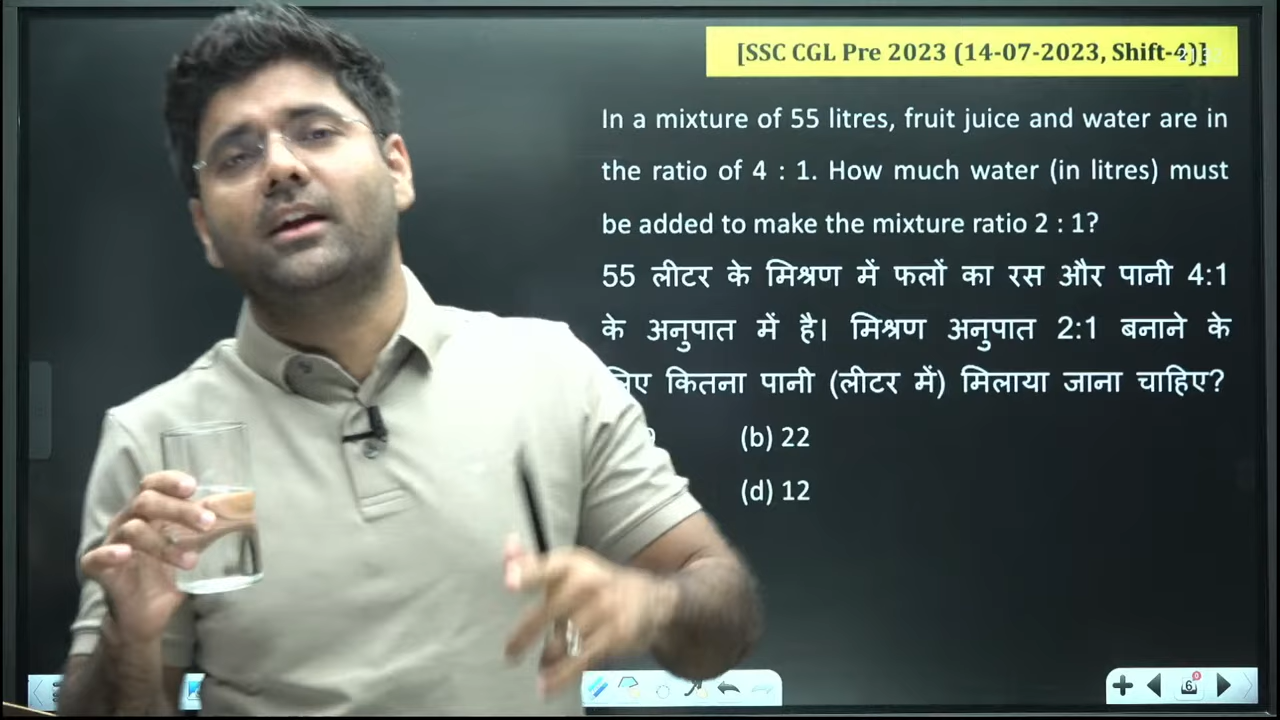 [SSC CGL Pre 2023 (14-07-2023, Shift-4)]
In a mixture of 55 litres, fruit juice and water are in
the ratio of 4 : 1. How much water (in litres) must
be added to make the mixture ratio 2 : 1?
55 लीटर के मिश्रण में फलों का रस और पानी 4:1
के अनुपात में है। मिश्रण अनुपात 2:1 बनाने के
कितना पानी (लीटर में) मिलाया जाना चाहिए?
(b) 22
(d) 12
6